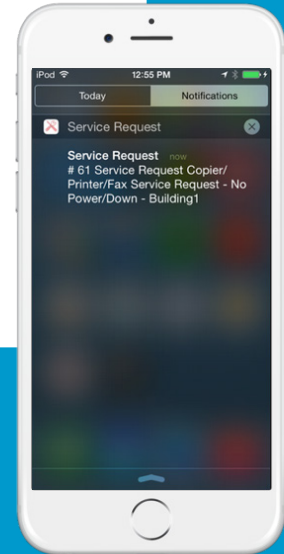 iPod 12:55 PM
Today Notifications
Service Request
Service Request now
# 61 Service Request Copier/
Printer/Fax Service Request - No
Power/Down - Building1